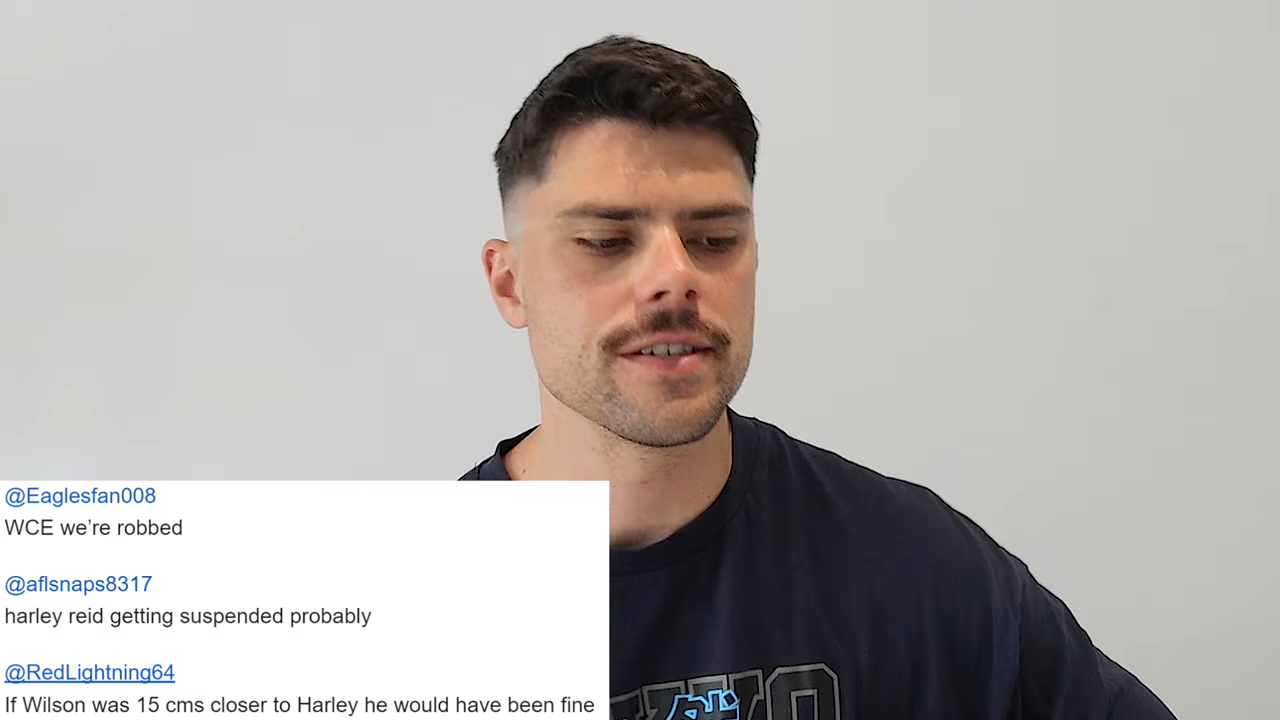 @Eaglesfan008
WCE we’re robbed
@aflsnaps8317
harley reid getting suspended probably
@RedLightning64
If Wilson was 15 cms closer to Harley he would have been fine